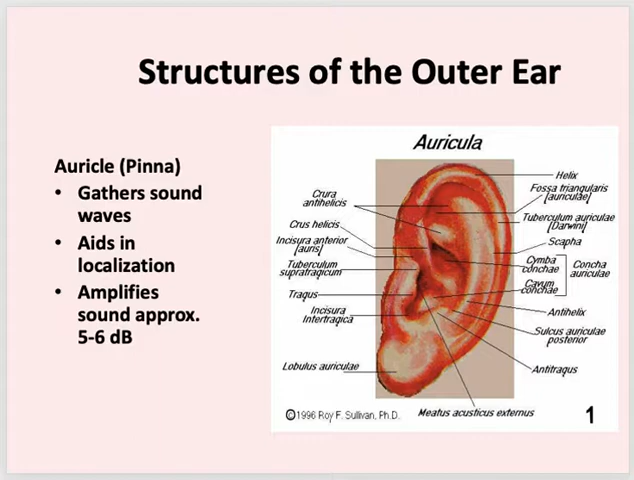 Structures of the Outer Ear
Auricle (Pinna)
• Gathers sound
waves
• Aids in
localization
• Amplifies
sound approx.
5-6 dB
Auricula
Crura
antihelicis
Crus helicis
Incisura anterior
[auris]
Tuberculum
supratragicum
Tragus
Incisura
Intertragica
Lobulus auriculae
Helix
Fossa triangularis
[auriculae]
Tuberculum auriculae
[Darwini]
Scapha
Cymba
conchae
Concha
auriculae
Cavum
conchae
Antihelix
Sulcus auriculae
posterior
Antitragus
Meatus acusticus externus
©1996 Roy F. Sullivan, Ph.D.
1